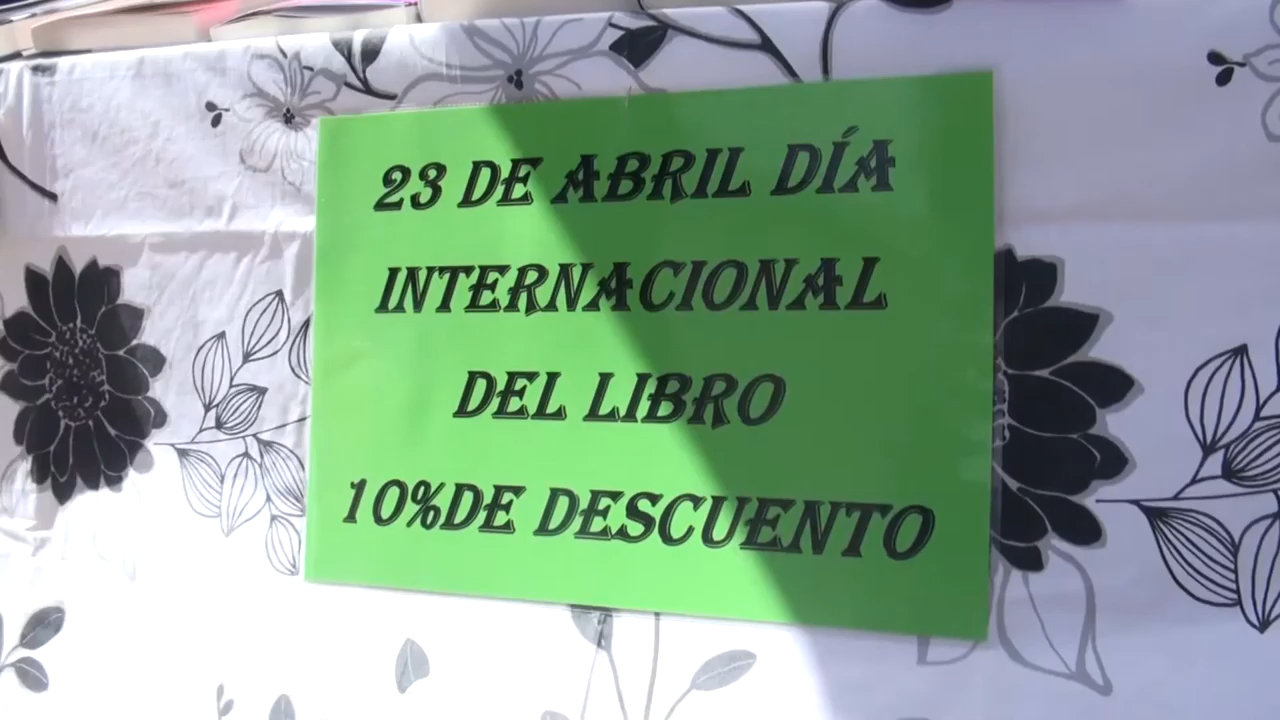 23 DE ABRIL DÍA
INTERNACIONAL
DEL LIBRO
10%DE DESCUENTO